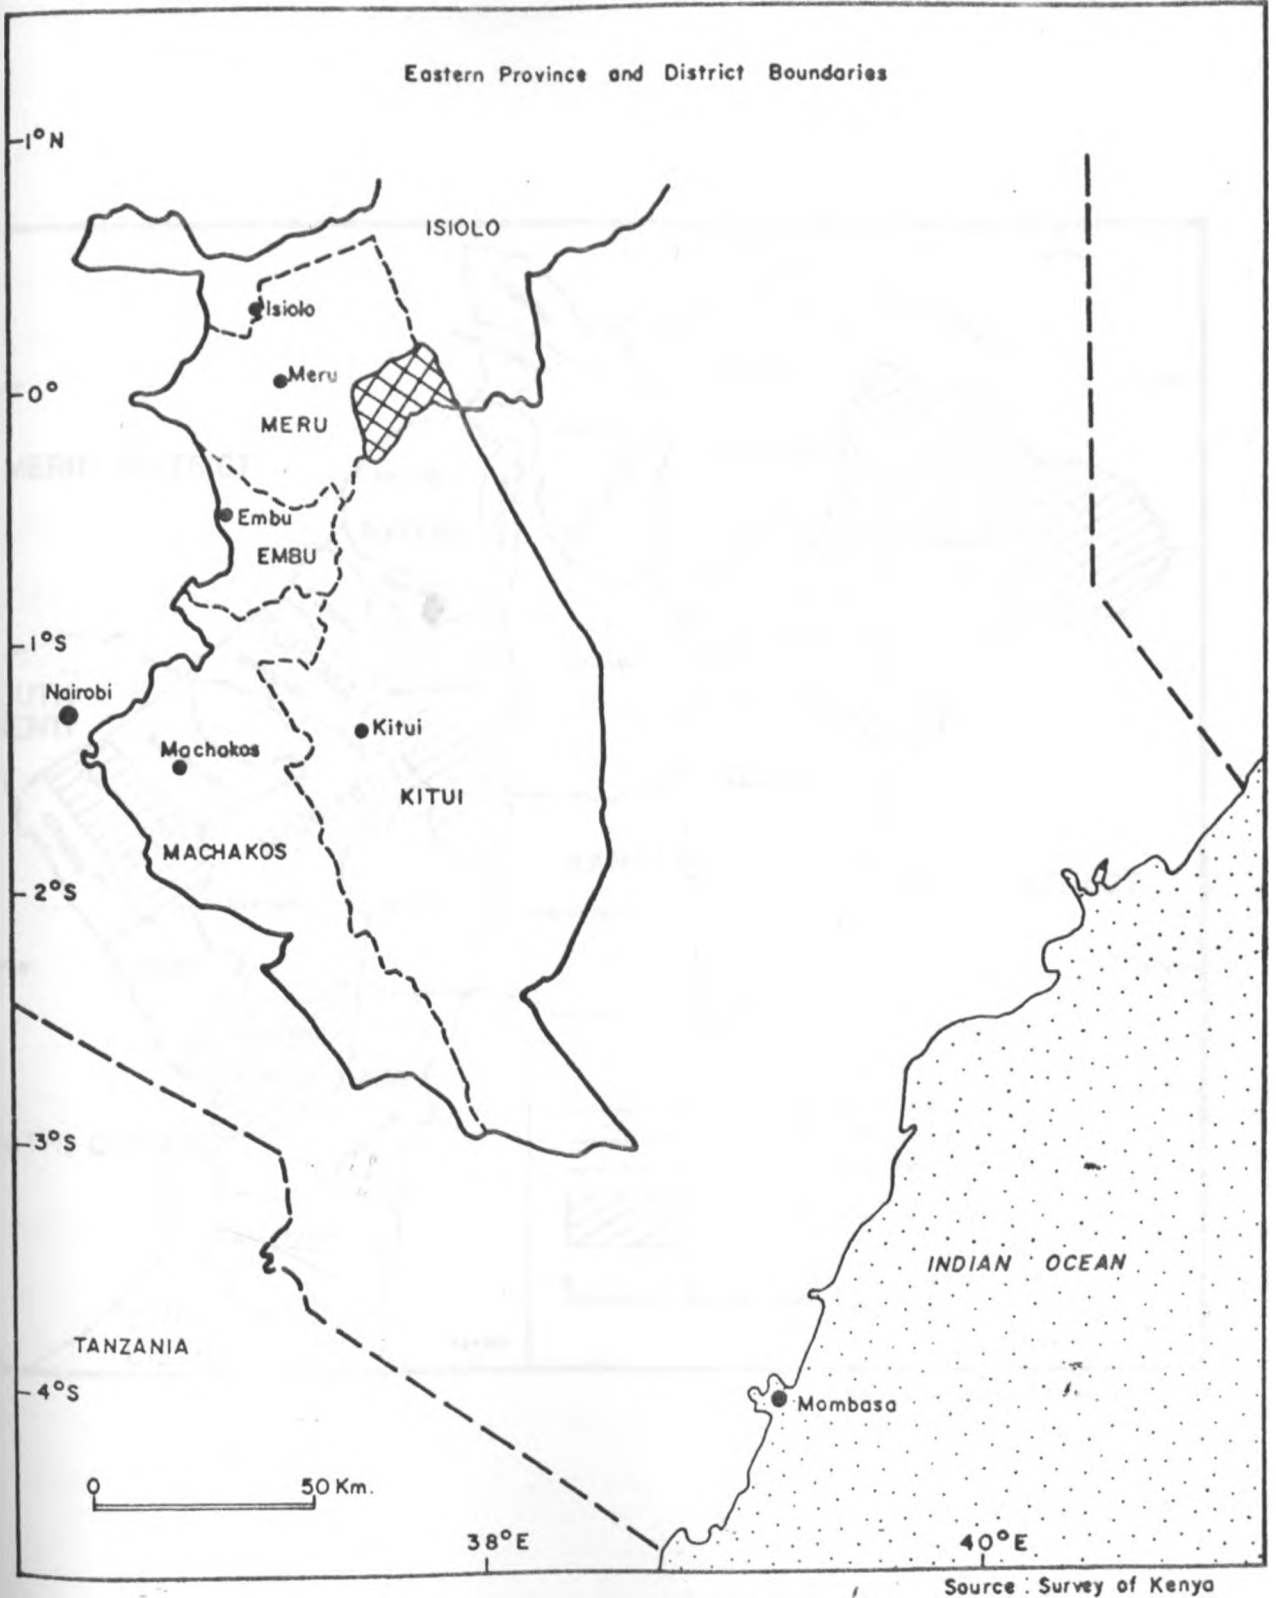 Eastern Province and District Boundaries
1°N
ISIOLO
Isiolo
Meru
0°
MERU
Embu
EMBU
1°S
Nairobi
Kitui
Machakos
KITUI
MACHAKOS
2°S
3°S
INDIAN OCEAN
TANZANIA
4°S
Mombasa
0 50 Km.
38°E 40°E
Source : Survey of Kenya